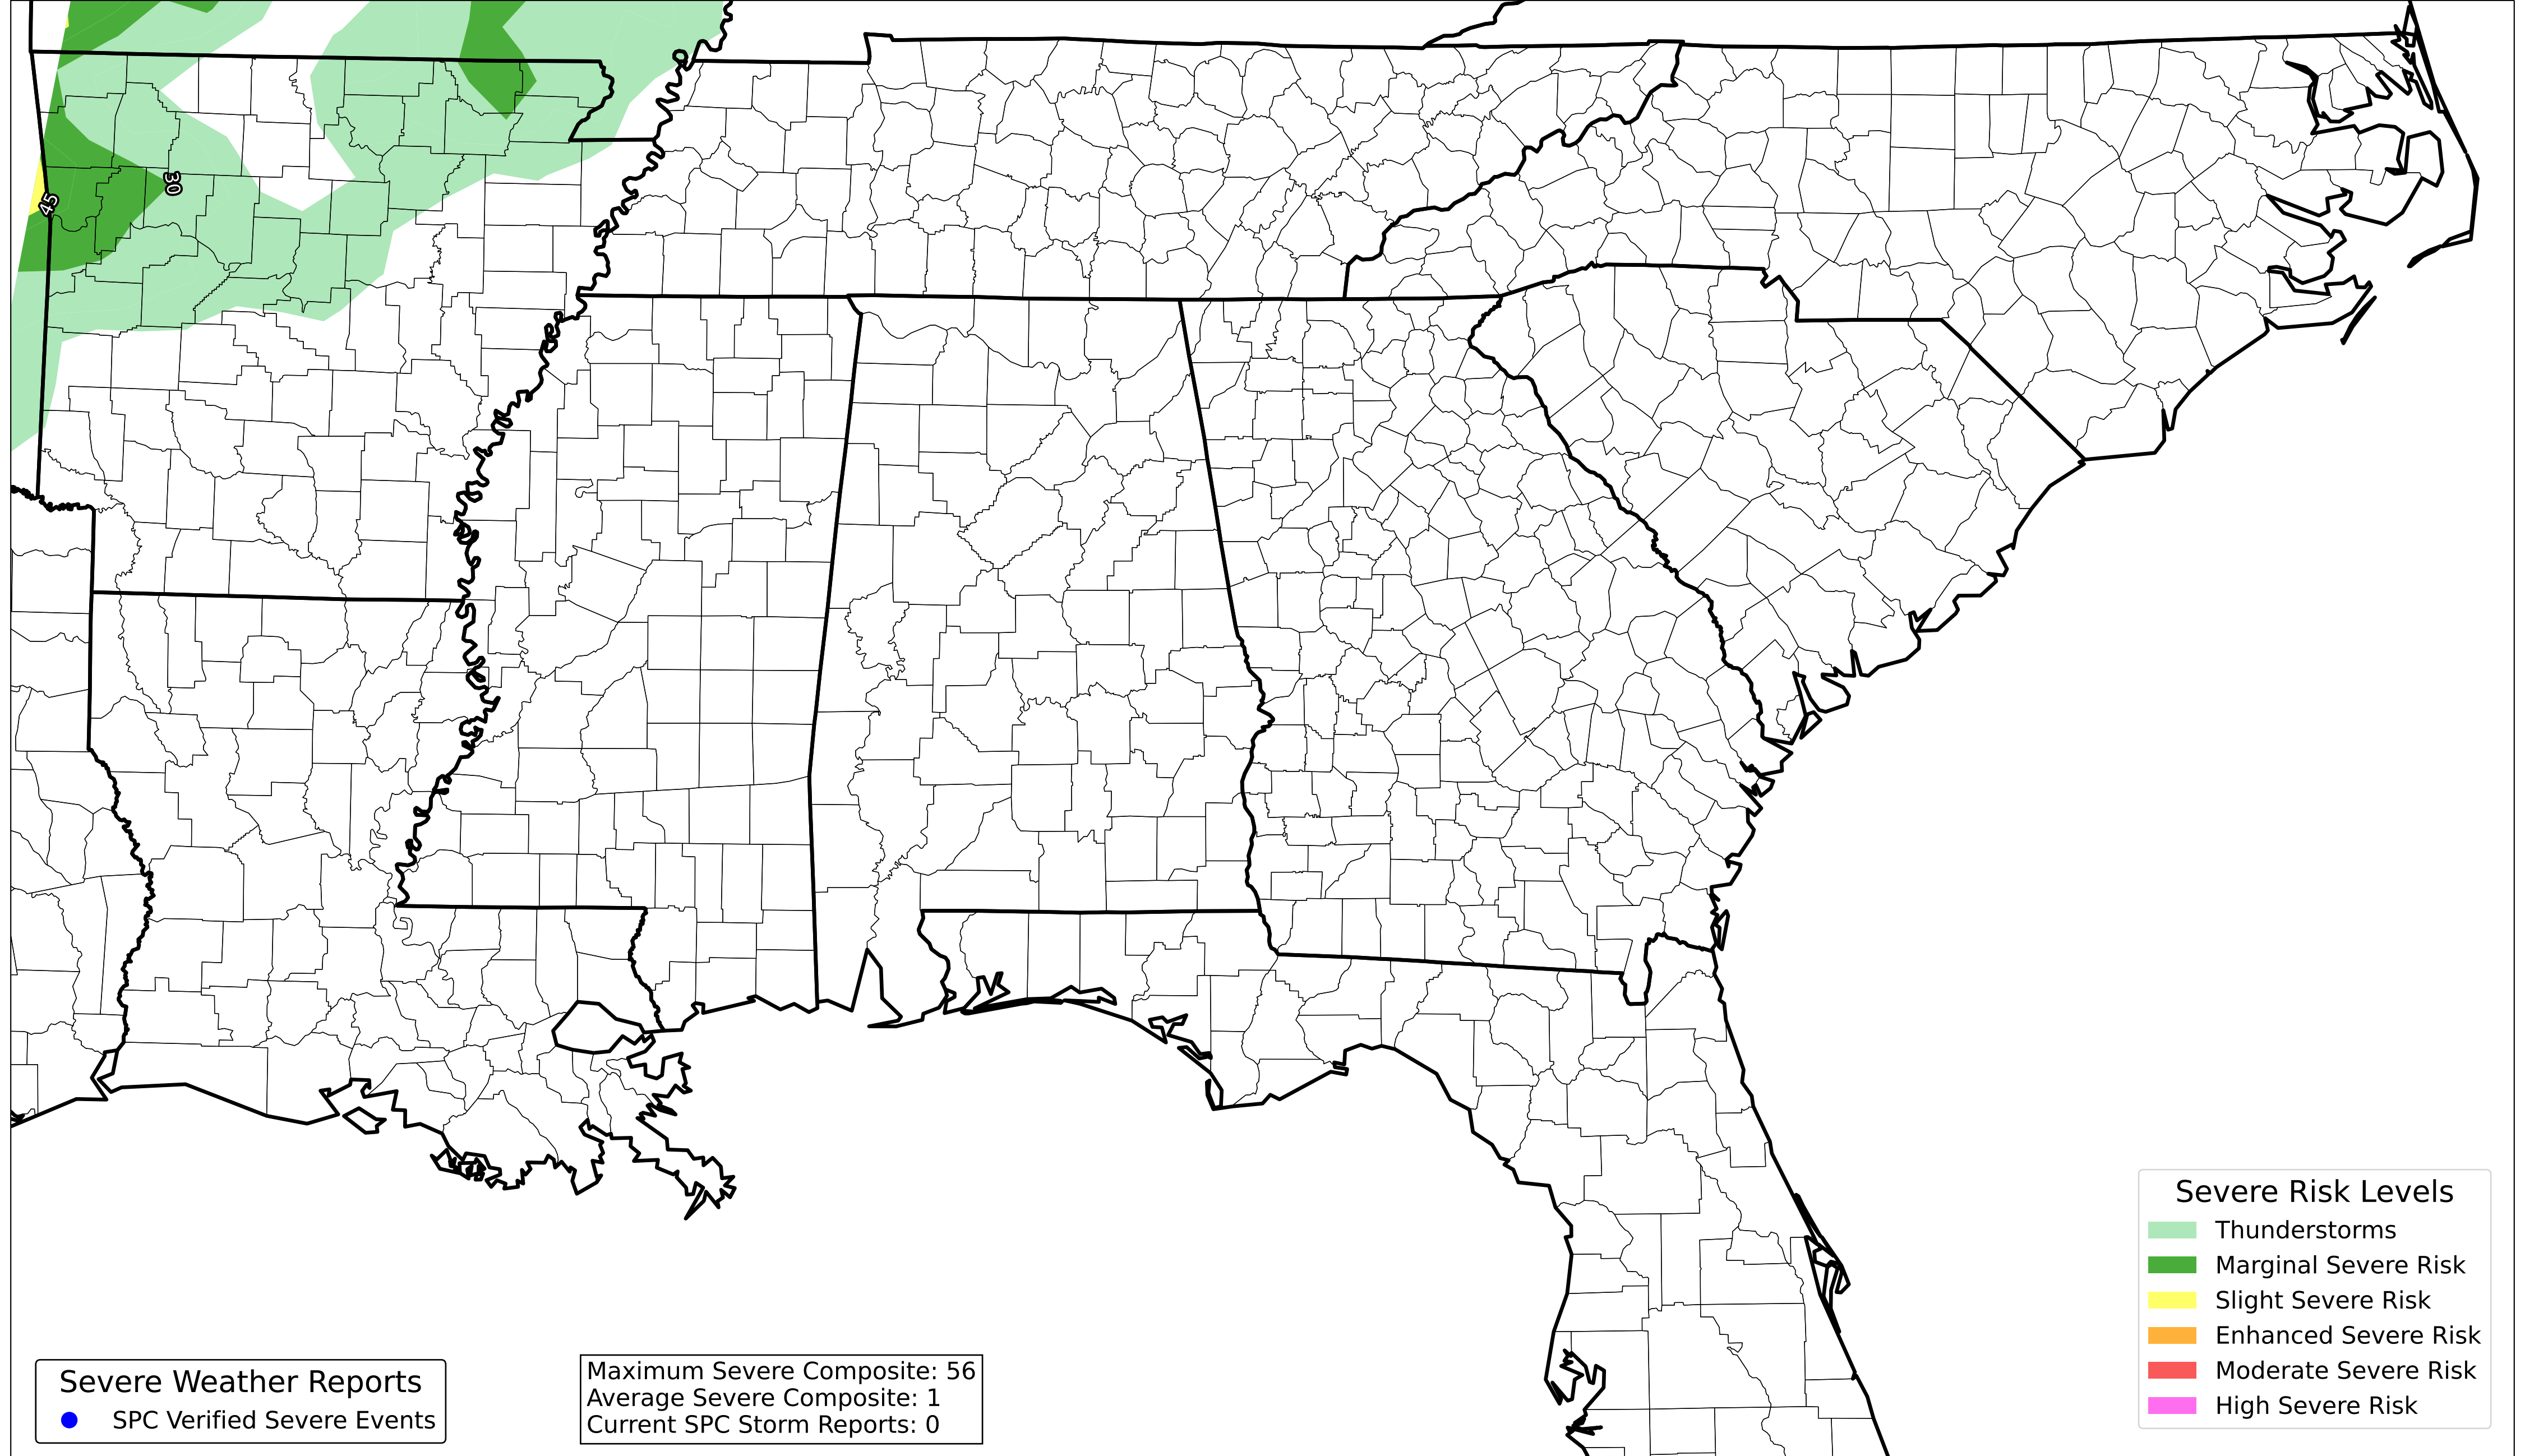 30
45
Severe Risk Levels
Thunderstorms
Marginal Severe Risk
Slight Severe Risk
Enhanced Severe Risk
Moderate Severe Risk
High Severe Risk
Severe Weather Reports
SPC Verified Severe Events
Maximum Severe Composite: 56
Average Severe Composite: 1
Current SPC Storm Reports: 0